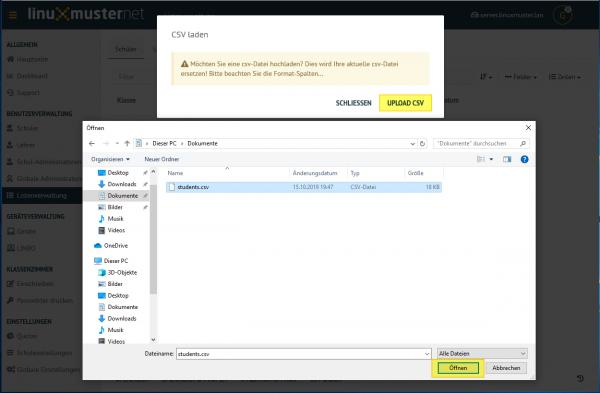 linuxmusternet
server.linuxmuster.lan
CSV laden
Möchten Sie eine csv-Datei hochladen? Dies wird Ihre aktuelle csv-Datei
ersetzen! Bitte beachten Sie die Format-Spalten...
SCHLIESSEN
UPLOAD CSV
ALLGEMEIN
Hauptseite
Dashboard
Support
BENUTZERVERWALTUNG
Schüler
Lehrer
Schul-Administratoren
Globale Administratoren
Listenverwaltung
GERÄTEVERWALTUNG
Geräte
LINBO
KLASSENZIMMER
Einschreiben
Passwörter drucken
EINSTELLUNGEN
Quotas
Schuleinstellungen
Globale Einstellungen
Schüler
Filter
Klasse
Felder
Zeilen
Öffnen
Dieser PC > Dokumente
"Dokumente" durchsuchen
Organisieren
Neuer Ordner
Name
Änderungsdatum
Typ
Größe
students.csv
15.10.2019 19:47
CSV-Datei
18 KB
Desktop
Downloads
Dokumente
Bilder
Musik
Videos
OneDrive
Dieser PC
3D-Objekte
Bilder
Desktop
Dokumente
Downloads
Musik
Videos
Dateiname:
students.csv
Alle Dateien
Öffnen
Abbrechen